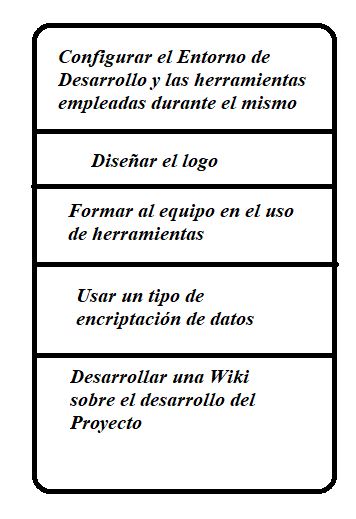 Configurar el Entorno de
Desarrollo y las herramientas
empleadas durante el mismo
Diseñar el logo
Formar al equipo en el uso
de herramientas
Usar un tipo de
encriptación de datos
Desarrollar una Wiki
sobre el desarrollo del
Proyecto